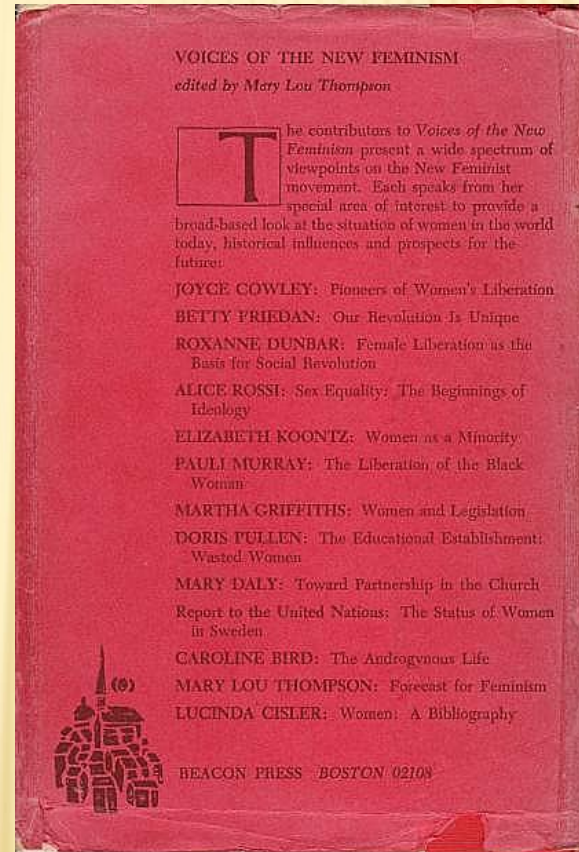 VOICES OF THE NEW FEMINISM
edited by Mary Lou Thompson
The contributors to Voices of the New
Feminism present a wide spectrum of
viewpoints on the New Feminist
movement. Each speaks from her
special area of interest to provide a
broad-based look at the situation of women in the world
today, historical influences and prospects for the
future:
JOYCE COWLEY: Pioneers of Women's Liberation
BETTY FRIEDAN: Our Revolution Is Unique
ROXANNE DUNBAR: Female Liberation as the
Basis for Social Revolution
ALICE ROSSI: Sex Equality: The Beginnings of
Ideology
ELIZABETH KOONTZ: Women as a Minority
PAULI MURRAY: The Liberation of the Black
Woman
MARTHA GRIFFITHS: Women and Legislation
DORIS PULLEN: The Educational Establishment:
Wasted Women
MARY DALY: Toward Partnership in the Church
Report to the United Nations: The Status of Women
in Sweden
CAROLINE BIRD: The Androgynous Life
MARY LOU THOMPSON: Forecast for Feminism
LUCINDA CISLER: Women: A Bibliography
BEACON PRESS BOSTON 02108